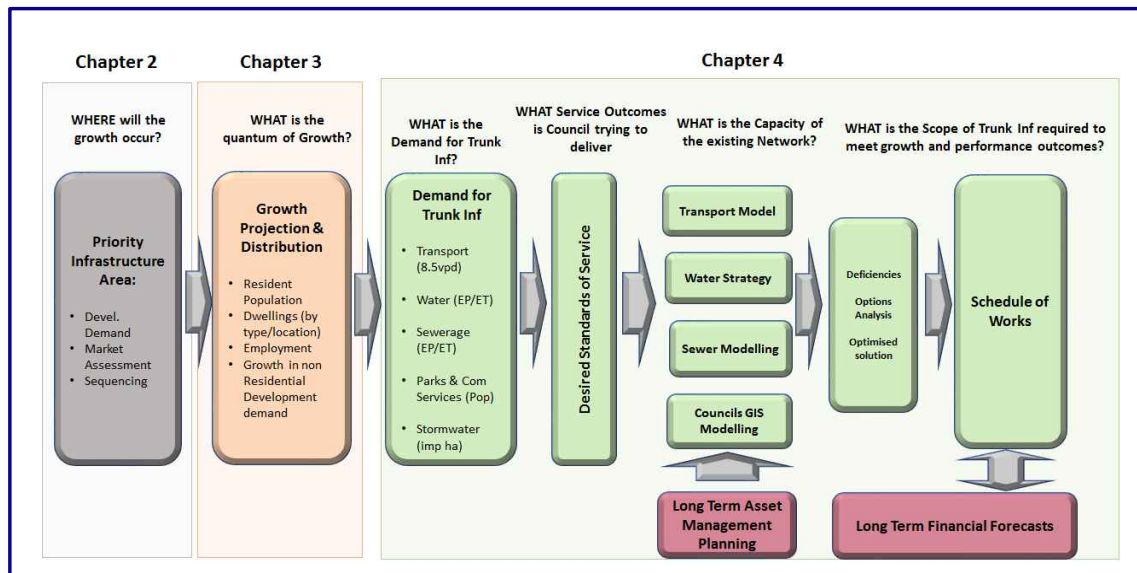 Chapter 2
WHERE will the
growth occur?
Priority
Infrastructure
Area:
• Devel.
Demand
• Market
Assessment
• Sequencing
Chapter 3
WHAT is the
quantum of Growth?
Growth
Projection &
Distribution
• Resident
Population
• Dwellings (by
type/location)
• Employment
• Growth in non
Residential
Development
demand
Chapter 4
WHAT is the
Demand for Trunk
Inf?
Demand for
Trunk Inf
• Transport
(8.5vpd)
• Water (EP/ET)
• Sewerage
(EP/ET)
• Parks & Com
Services (Pop)
• Stormwater
(imp ha)
WHAT Service Outcomes
is Council trying to
deliver
Desired Standards of Service
WHAT is the Capacity of
the existing Network?
Transport Model
Water Strategy
Sewer Modelling
Councils GIS
Modelling
Long Term Asset
Management
Planning
WHAT is the Scope of Trunk Inf required to
meet growth and performance outcomes?
Deficiencies
Options
Analysis
Optimised
solution
Schedule of
Works
Long Term Financial Forecasts